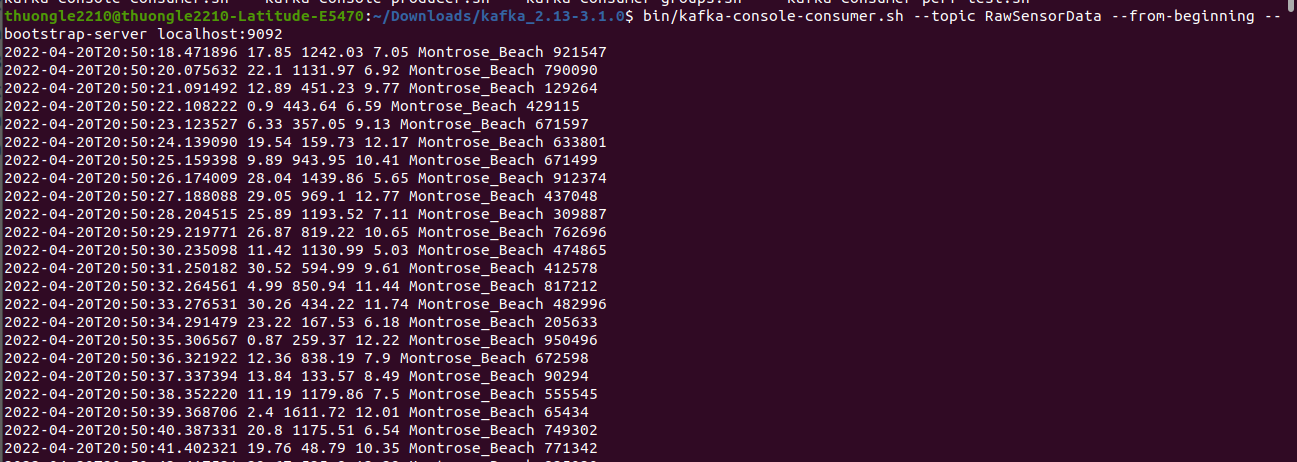 thuongle2210@thuongle2210-Latitude-E5470:~/Downloads/kafka_2.13-3.1.0$ bin/kafka-console-consumer.sh --topic RawSensorData --from-beginning --
bootstrap-server localhost:9092
2022-04-20T20:50:18.471896 17.85 1242.03 7.05 Montrose_Beach 921547
2022-04-20T20:50:20.075632 22.1 1131.97 6.92 Montrose_Beach 790090
2022-04-20T20:50:21.091492 12.89 451.23 9.77 Montrose_Beach 129264
2022-04-20T20:50:22.108222 0.9 443.64 6.59 Montrose_Beach 429115
2022-04-20T20:50:23.123527 6.33 357.05 9.13 Montrose_Beach 671597
2022-04-20T20:50:24.139090 19.54 159.73 12.17 Montrose_Beach 633801
2022-04-20T20:50:25.159398 9.89 943.95 10.41 Montrose_Beach 671499
2022-04-20T20:50:26.174009 28.04 1439.86 5.65 Montrose_Beach 912374
2022-04-20T20:50:27.188088 29.05 969.1 12.77 Montrose_Beach 437048
2022-04-20T20:50:28.204515 25.89 1193.52 7.11 Montrose_Beach 309887
2022-04-20T20:50:29.219771 26.87 819.22 10.65 Montrose_Beach 762696
2022-04-20T20:50:30.235098 11.42 1130.99 5.03 Montrose_Beach 474865
2022-04-20T20:50:31.250182 30.52 594.99 9.61 Montrose_Beach 412578
2022-04-20T20:50:32.264561 4.99 850.94 11.44 Montrose_Beach 817212
2022-04-20T20:50:33.276531 30.26 434.22 11.74 Montrose_Beach 482996
2022-04-20T20:50:34.291479 23.22 167.53 6.18 Montrose_Beach 205633
2022-04-20T20:50:35.306567 0.87 259.37 12.22 Montrose_Beach 950496
2022-04-20T20:50:36.321922 12.36 838.19 7.9 Montrose_Beach 672598
2022-04-20T20:50:37.337394 13.84 133.57 8.49 Montrose_Beach 90294
2022-04-20T20:50:38.352220 11.19 1179.86 7.5 Montrose_Beach 555545
2022-04-20T20:50:39.368706 2.4 1611.72 12.01 Montrose_Beach 65434
2022-04-20T20:50:40.387331 20.8 1175.51 6.54 Montrose_Beach 749302
2022-04-20T20:50:41.402321 19.76 48.79 10.35 Montrose_Beach 771342